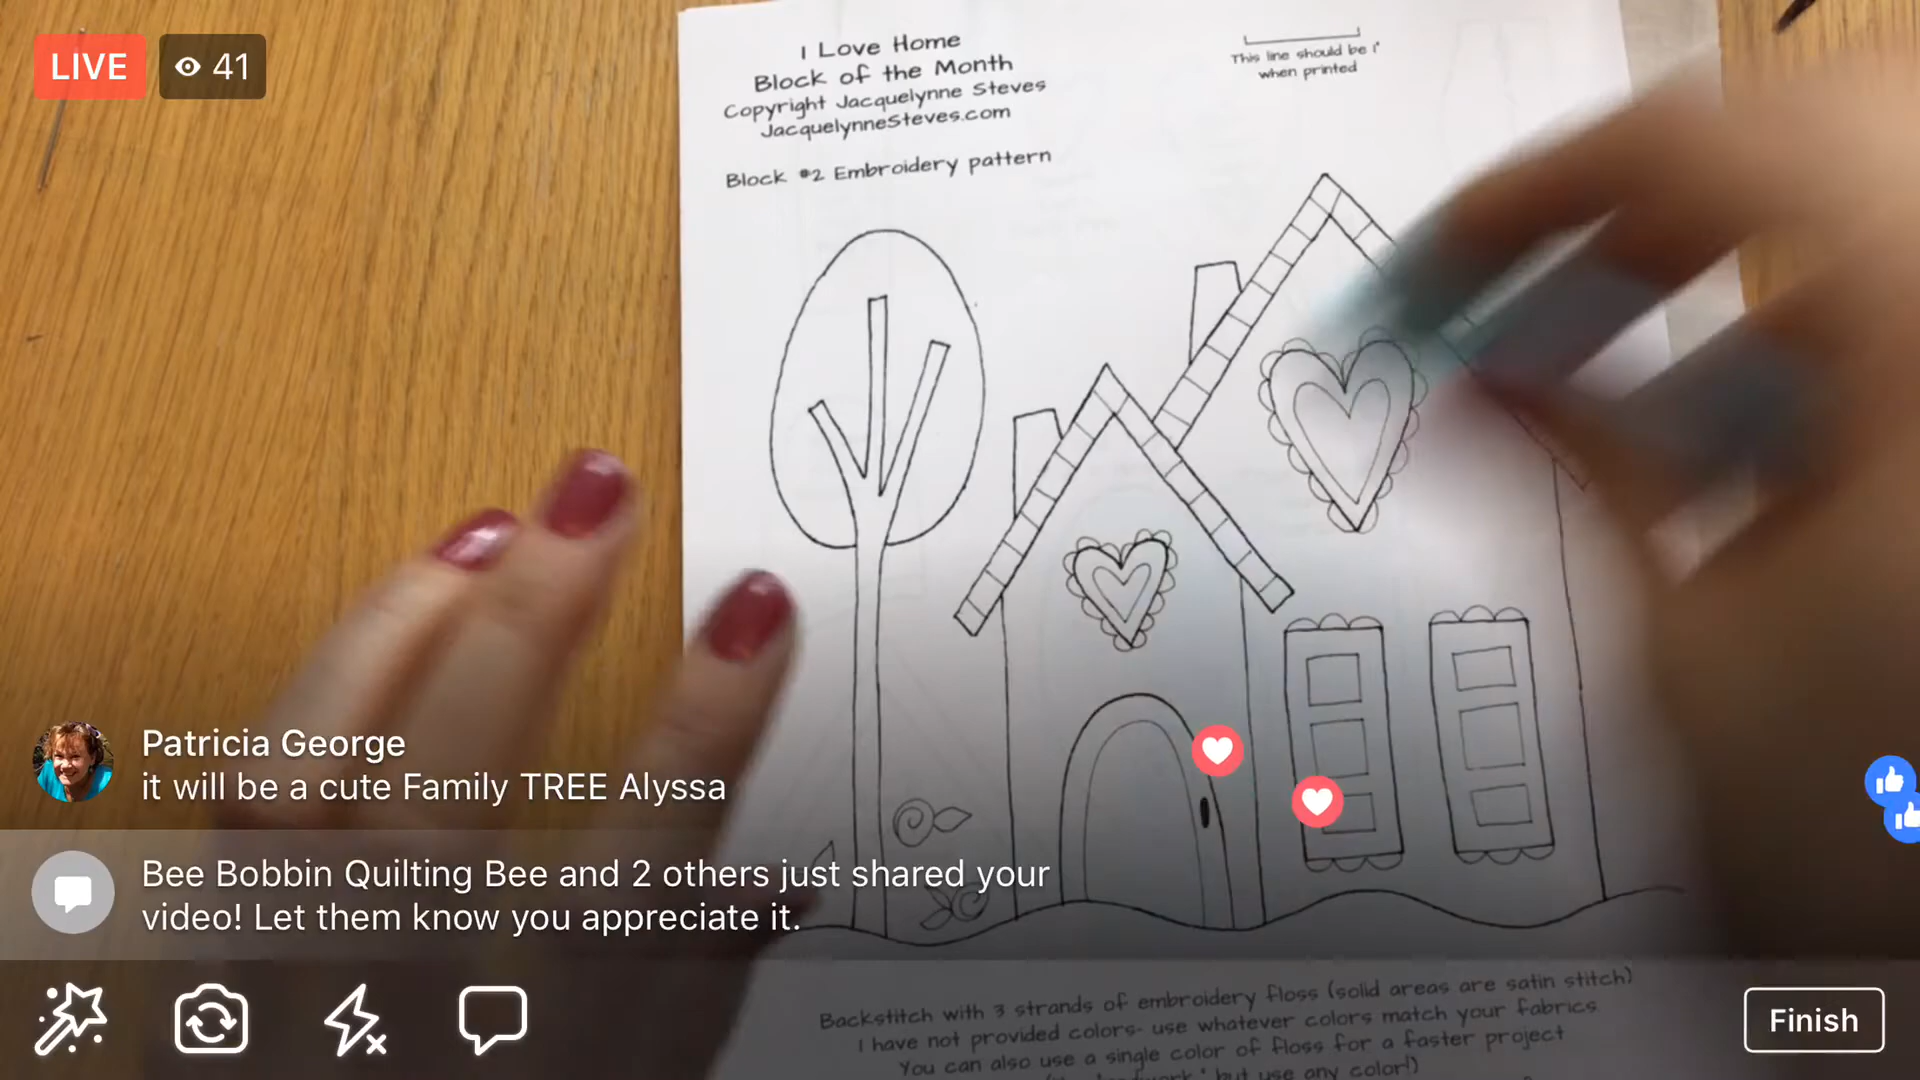 LIVE
41
I Love Home
Block of the Month
Copyright Jacquelynne Steves
JacquelynneSteves.com
Block #2 Embroidery pattern
This line should be 1"
when printed
Patricia George
it will be a cute Family TREE Alyssa
Bee Bobbin Quilting Bee and 2 others just shared your
video! Let them know you appreciate it.
Backstitch with 3 strands of embroidery floss (solid areas are satin stitch)
I have not provided colors- use whatever colors match your fabrics
You can also use a single color of floss for a faster project
but use any color!)
Finish